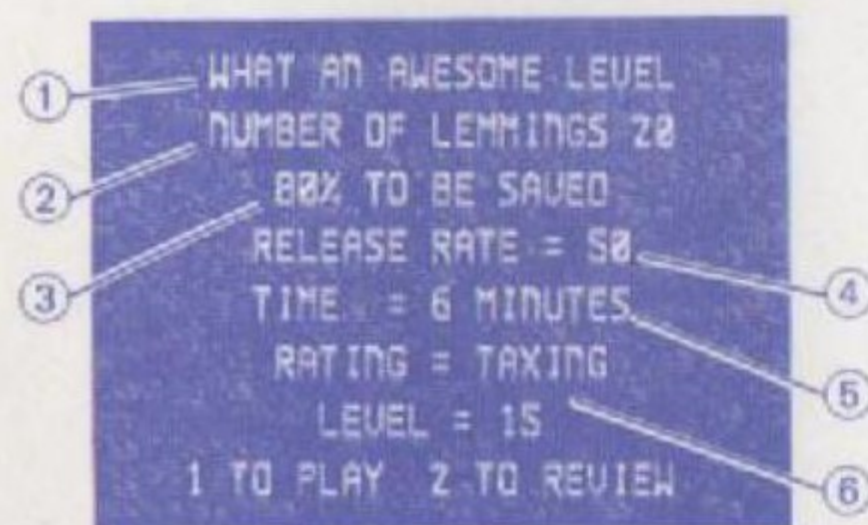 WHAT AN AWESOME LEVEL
NUMBER OF LEMMINGS 20
80% TO BE SAVED
RELEASE RATE = 50
TIME = 6 MINUTES
RATING = TAXING
LEVEL = 15
1 TO PLAY 2 TO REVIEW
1
2
3
4
5
6